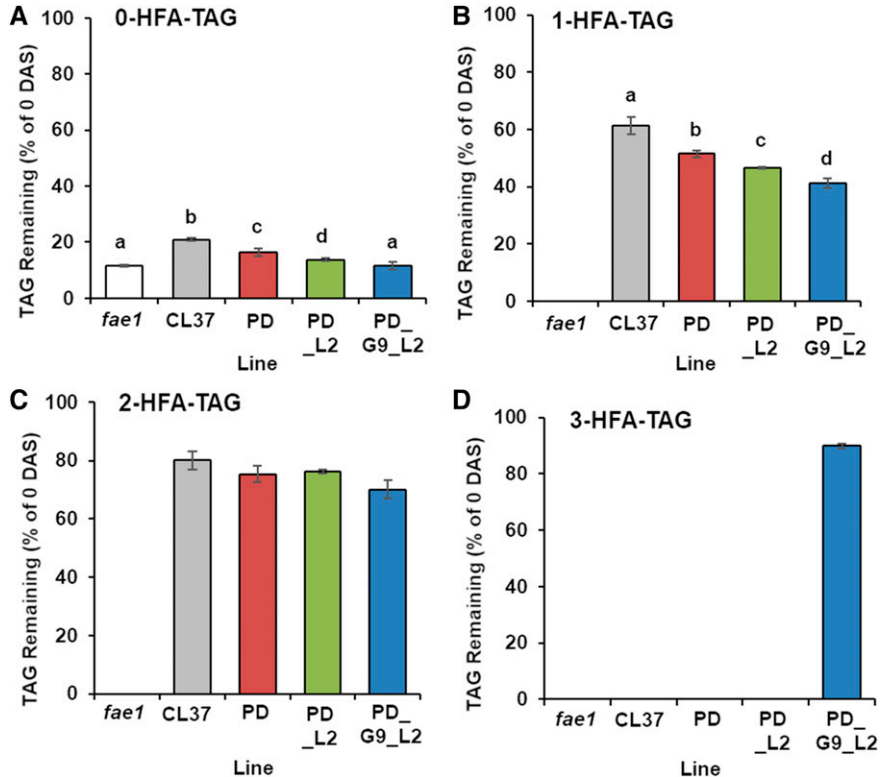 A
0-HFA-TAG
TAG Remaining (% of 0 DAS)
100
80
60
40
20
0
a
b
c
d
a
fae1
CL37
PD
PD
_L2
PD_
G9_L2
Line
B
1-HFA-TAG
TAG Remaining (% of 0 DAS)
100
80
60
40
20
0
a
b
c
d
fae1
CL37
PD
PD
_L2
PD_
G9_L2
Line
C
2-HFA-TAG
TAG Remaining (% of 0 DAS)
100
80
60
40
20
0
fae1
CL37
PD
PD
_L2
PD_
G9_L2
Line
D
3-HFA-TAG
TAG Remaining (% of 0 DAS)
100
80
60
40
20
0
fae1
CL37
PD
PD
_L2
PD_
G9_L2
Line